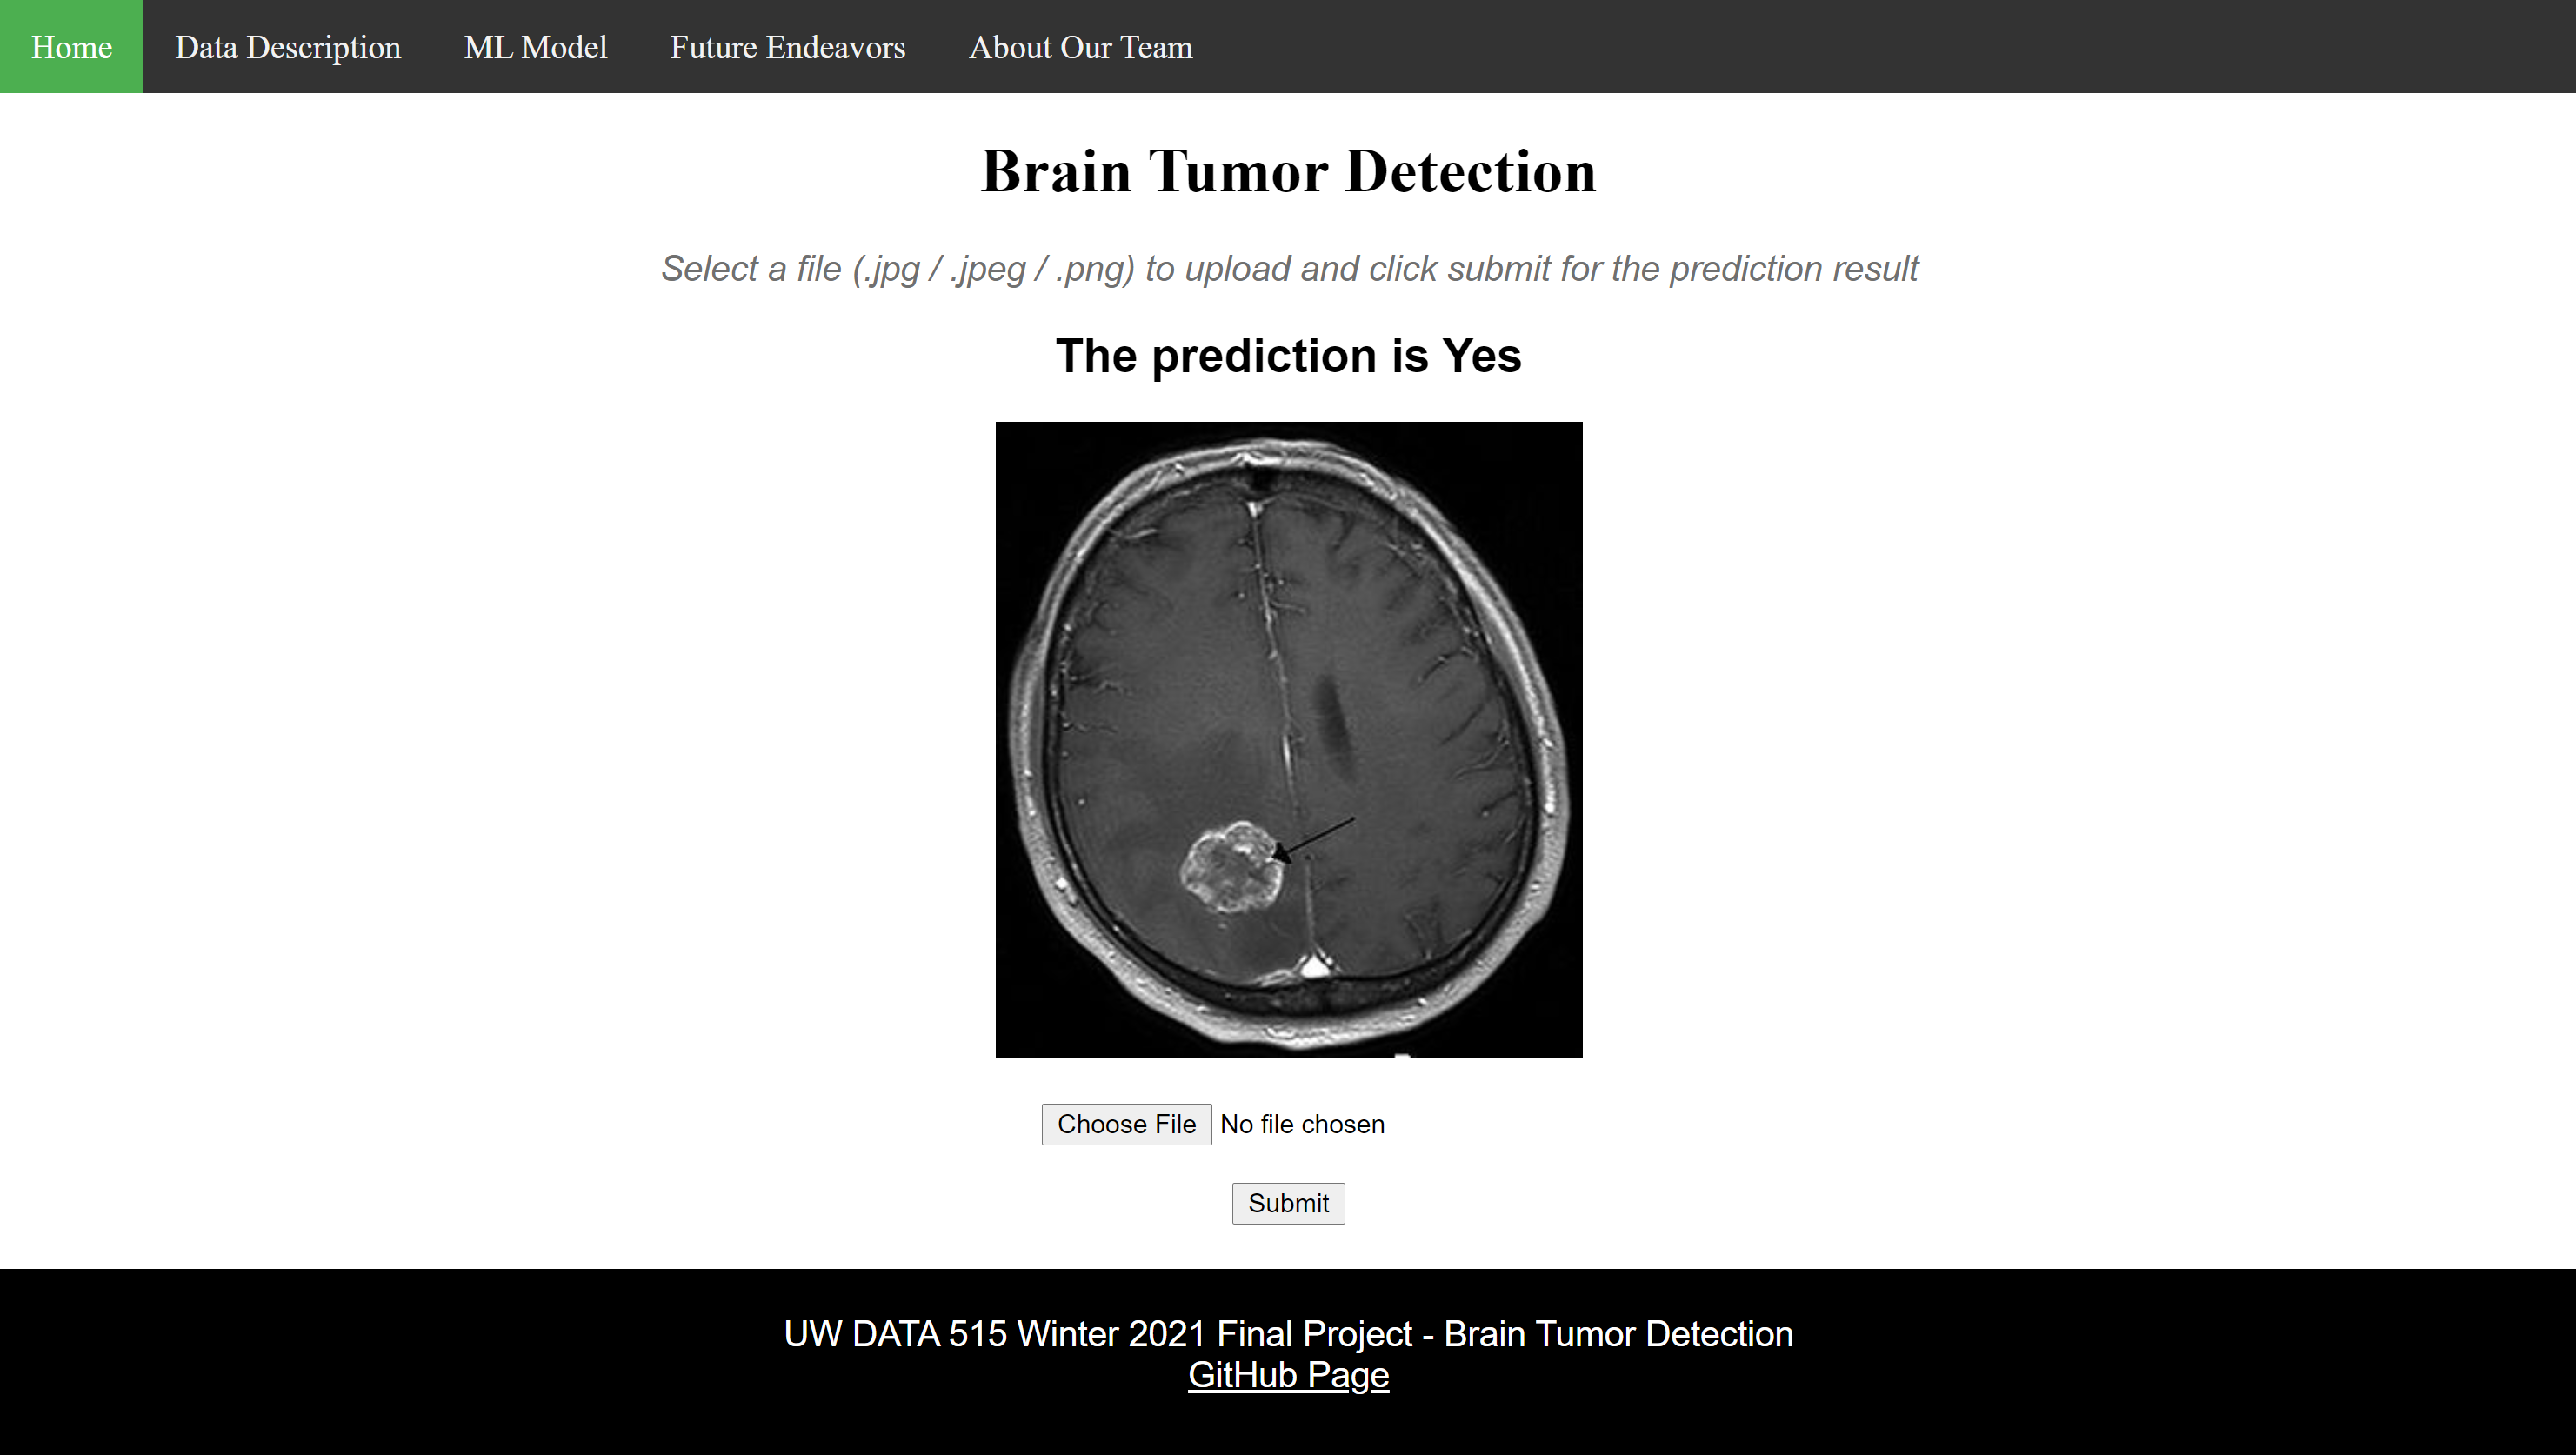 Home Data Description ML Model Future Endeavors About Our Team
Brain Tumor Detection
Select a file (.jpg / .jpeg / .png) to upload and click submit for the prediction result
The prediction is Yes
Choose File No file chosen
Submit
UW DATA 515 Winter 2021 Final Project - Brain Tumor Detection
GitHub Page